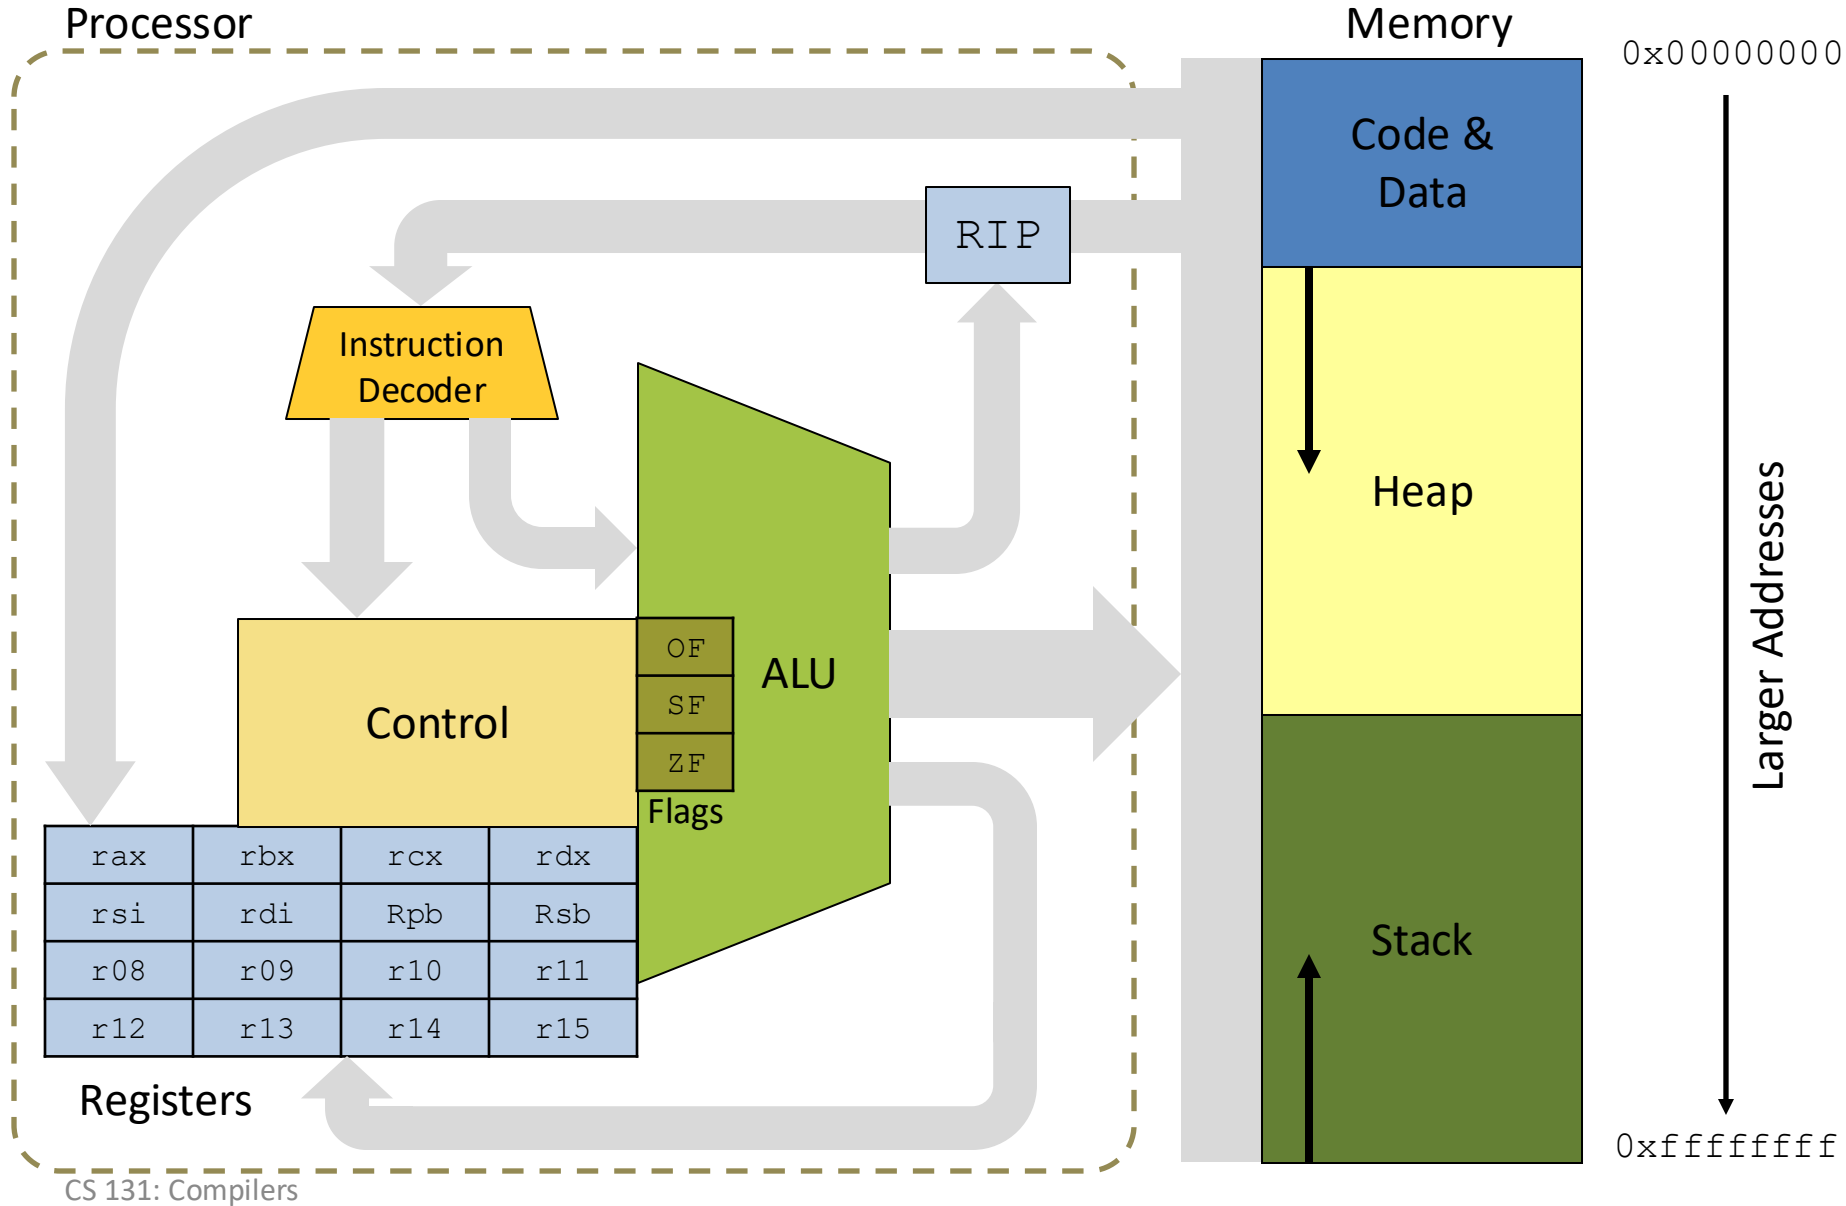 Processor
Memory
0x00000000
Code &
Data
RIP
Instruction
Decoder
Heap
Larger Addresses
OF
SF
ZF
ALU
Control
Flags
rax rbx rcx rdx
rsi rdi Rpb Rsb
r08 r09 r10 r11
r12 r13 r14 r15
Stack
Registers
0xffffffff
CS 131: Compilers